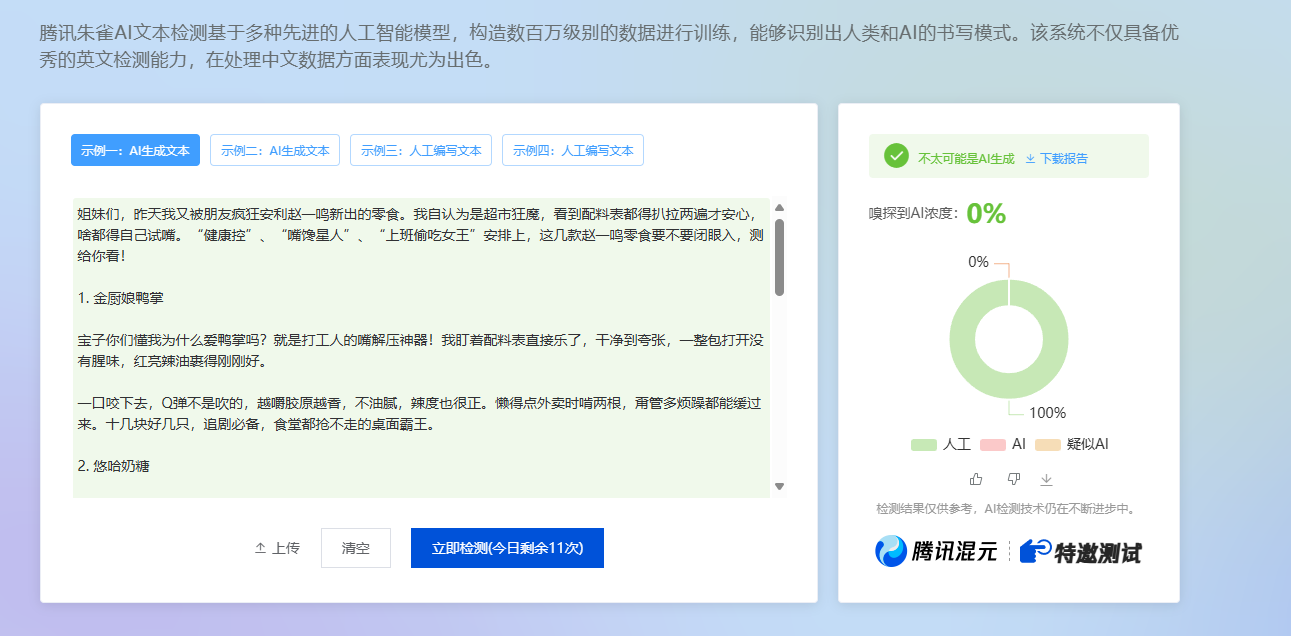 腾讯朱雀AI文本检测基于多种先进的人工智能模型，构造数百万级别的数据进行训练，能够识别出人类和AI的书写模式。该系统不仅具备优
秀的英文检测能力，在处理中文数据方面表现尤为出色。
示例一：AI生成文本
示例二：AI生成文本
示例三：人工编写文本
示例四：人工编写文本
姐妹们，昨天我又被朋友疯狂安利赵一鸣新出的零食。我自认为是超市狂魔，看到配料表都得扒拉两遍才安心，
啥都得自己试嘴。“健康控”、“嘴馋星人”、“上班偷吃女王”安排上，这几款赵一鸣零食要不要闭眼入，测
给你看！
1. 金厨娘鸭掌
宝子你们懂我为什么爱鸭掌吗？就是打工人的嘴解压神器！我盯着配料表直接乐了，干净到夸张，一整包打开没
有腥味，红亮辣油裹得刚刚好。
一口咬下去，Q弹不是吹的，越嚼胶原越香，不油腻，辣度也很正。懒得点外卖时啃两根，甭管多烦躁都能缓过
来。十几块好几只，追剧必备，食堂都抢不走的桌面霸王。
2. 悠哈奶糖
上传
清空
立即检测(今日剩余11次)
不太可能是AI生成
下载报告
嗅探到AI浓度：0%
0%
100%
人工
AI
疑似AI
检测结果仅供参考，AI检测技术仍在不断进步中。
腾讯混元
特邀测试